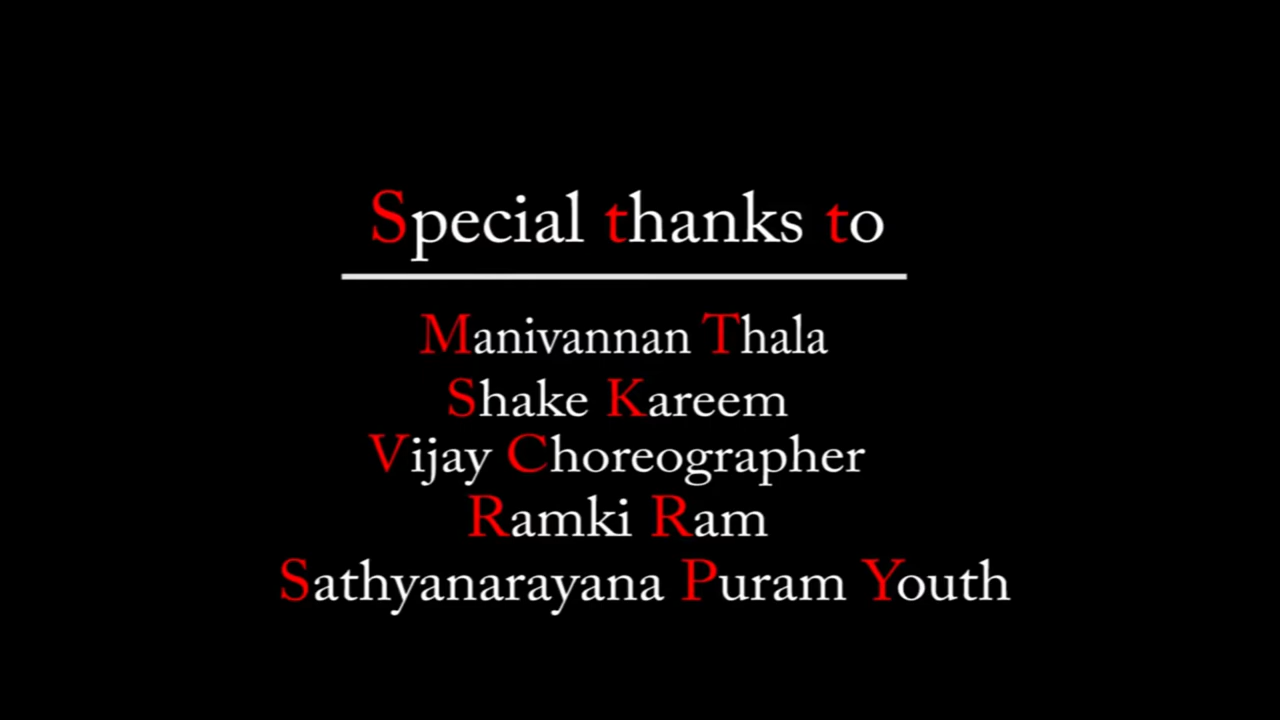 Special thanks to
Manivannan Thala
Shake Kareem
Vijay Choreographer
Ramki Ram
Sathyanarayana Puram Youth